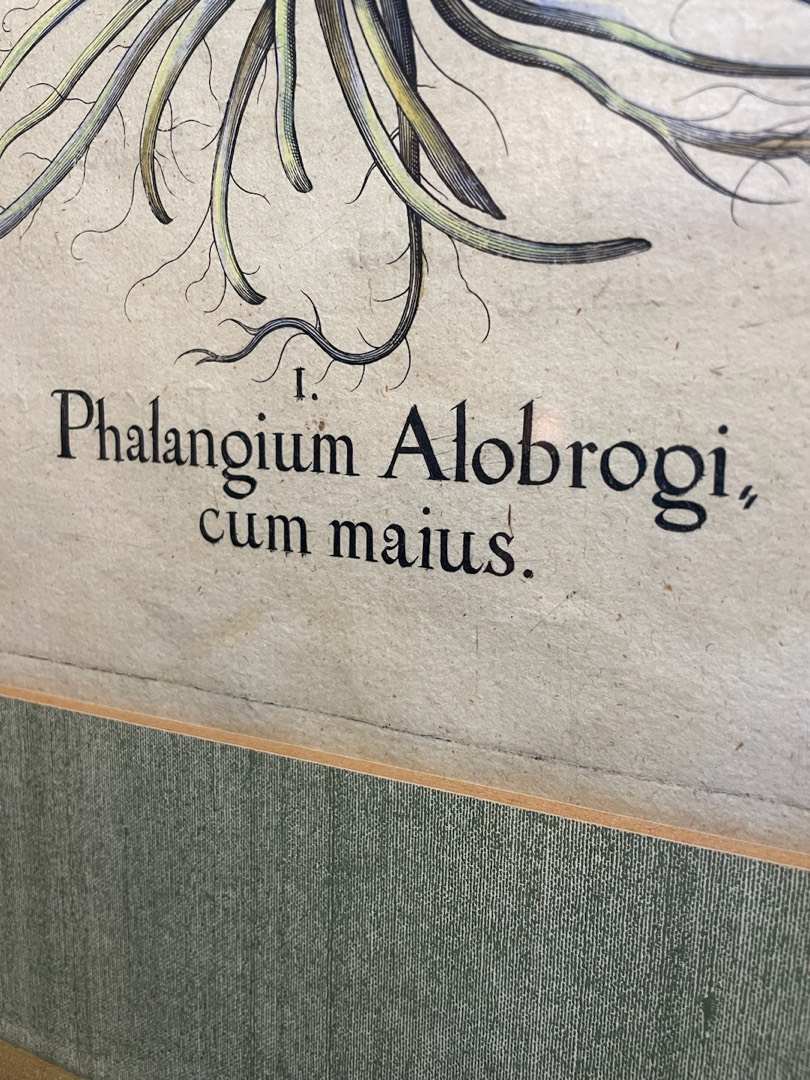 I.
Phalangium Alobrogi„
cum maius.